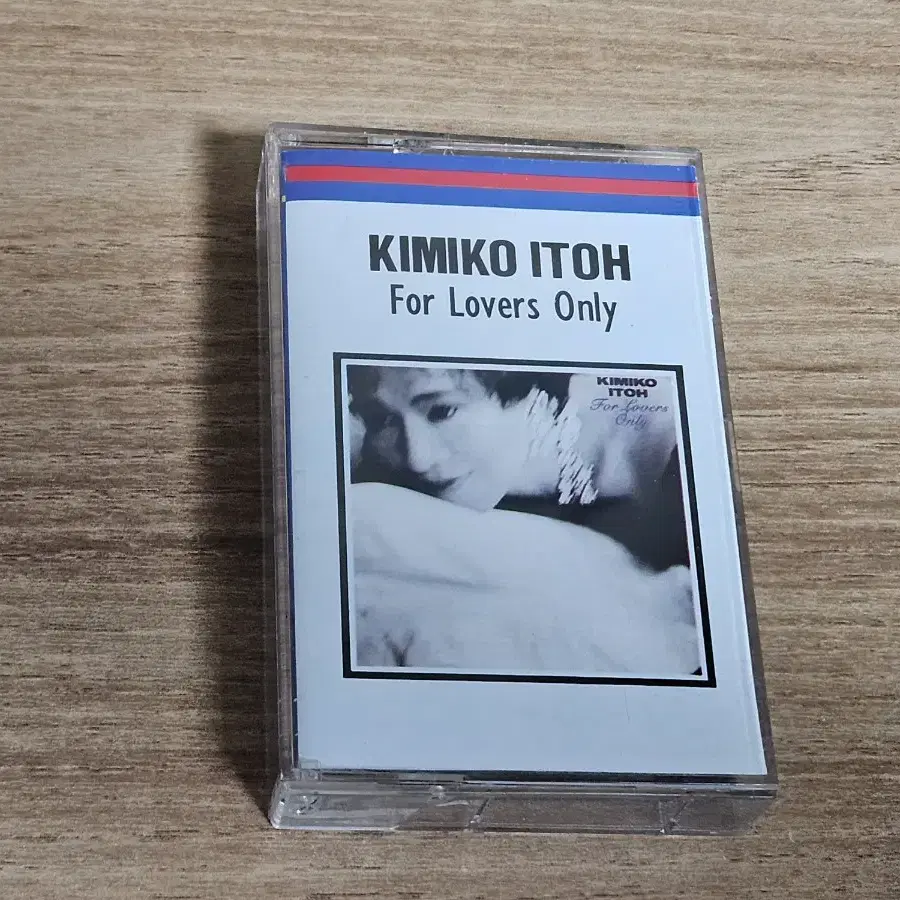 KIMIKO ITOH
For Lovers Only
KIMIKO
ITOH
For Lovers
Only